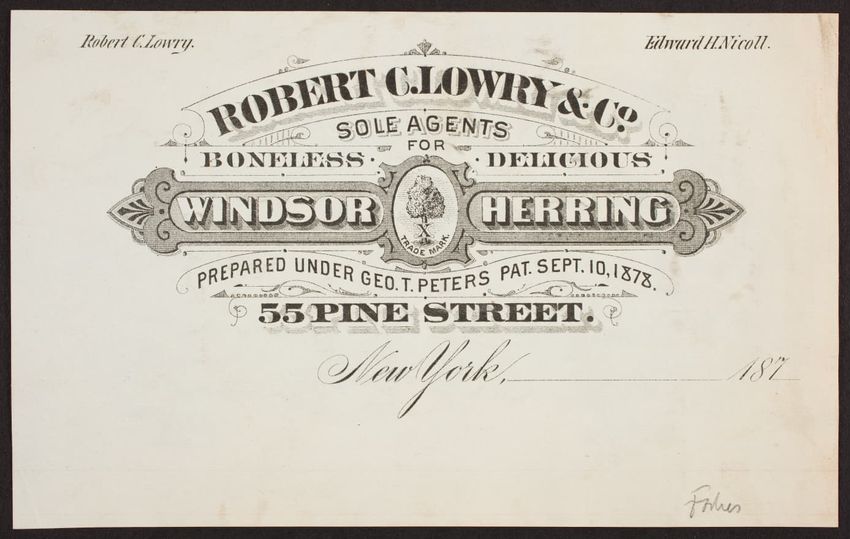 Robert C. Lowry. Edward H. Nicoll.
ROBERT C. LOWRY & Co.
SOLE AGENTS
FOR
BONELESS · DELICIOUS
WINDSOR HERRING
X
TRADE MARK
PREPARED UNDER GEO. T. PETERS PAT. SEPT. 10, 1878.
55 PINE STREET.
New York, 187
Forbes